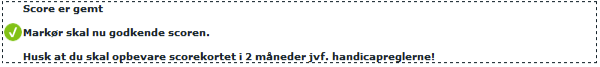 Score er gemt
Markør skal nu godkende scoren.
Husk at du skal opbevare scorekortet i 2 måneder jvf. handicapreglerne!